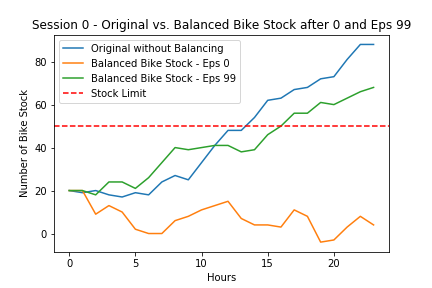 Session 0 - Original vs. Balanced Bike Stock after 0 and Eps 99
Original without Balancing
Balanced Bike Stock - Eps 0
Balanced Bike Stock - Eps 99
Stock Limit
Number of Bike Stock
80
60
40
20
0
0 5 10 15 20
Hours